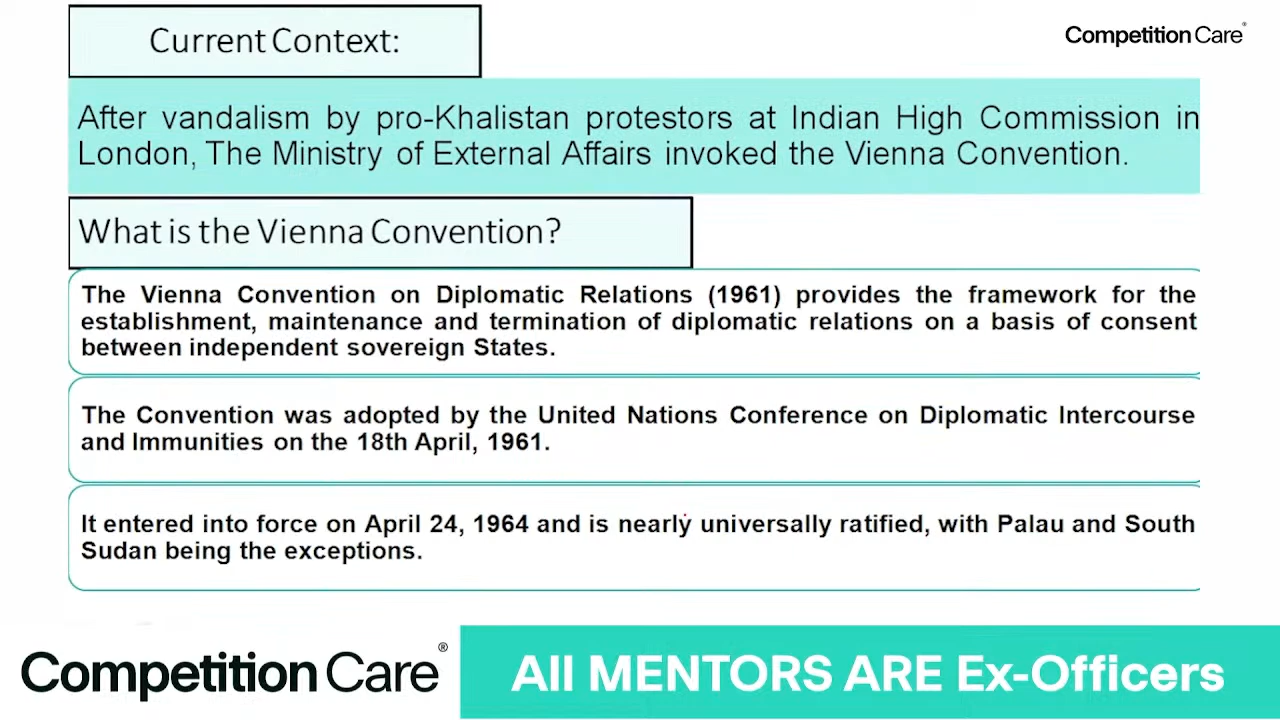 Current Context:
Competition Care®
After vandalism by pro-Khalistan protestors at Indian High Commission in
London, The Ministry of External Affairs invoked the Vienna Convention.
What is the Vienna Convention?
The Vienna Convention on Diplomatic Relations (1961) provides the framework for the
establishment, maintenance and termination of diplomatic relations on a basis of consent
between independent sovereign States.
The Convention was adopted by the United Nations Conference on Diplomatic Intercourse
and Immunities on the 18th April, 1961.
It entered into force on April 24, 1964 and is nearly universally ratified, with Palau and South
Sudan being the exceptions.
Competition Care®
All MENTORS ARE Ex-Officers